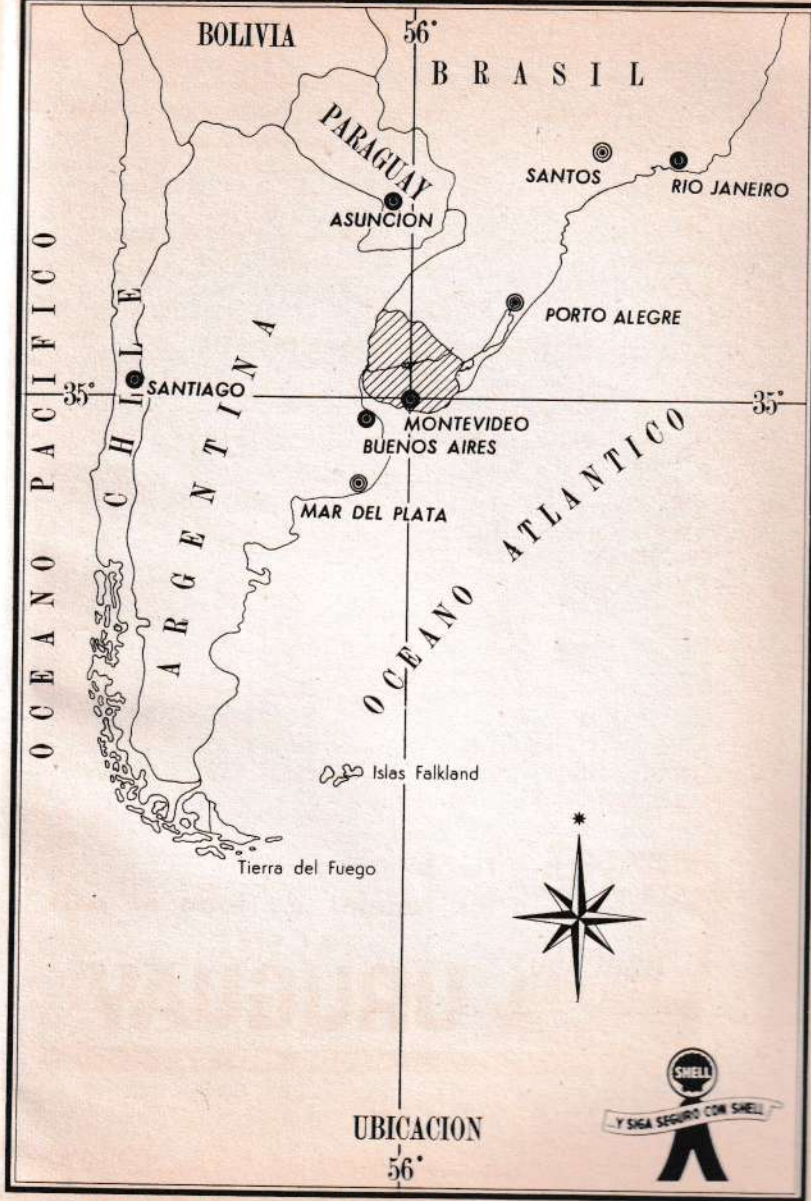 BOLIVIA
56°
BRASIL
PARAGUAY
SANTOS
RIO JANEIRO
ASUNCION
OCEANO PACIFICO
CHILE
ARGENTINA
PORTO ALEGRE
SANTIAGO
35°
35°
MONTEVIDEO
BUENOS AIRES
MAR DEL PLATA
OCEANO ATLANTICO
Islas Falkland
Tierra del Fuego
SHELL
...Y SIGA SEGURO CON SHELL
UBICACION
56°